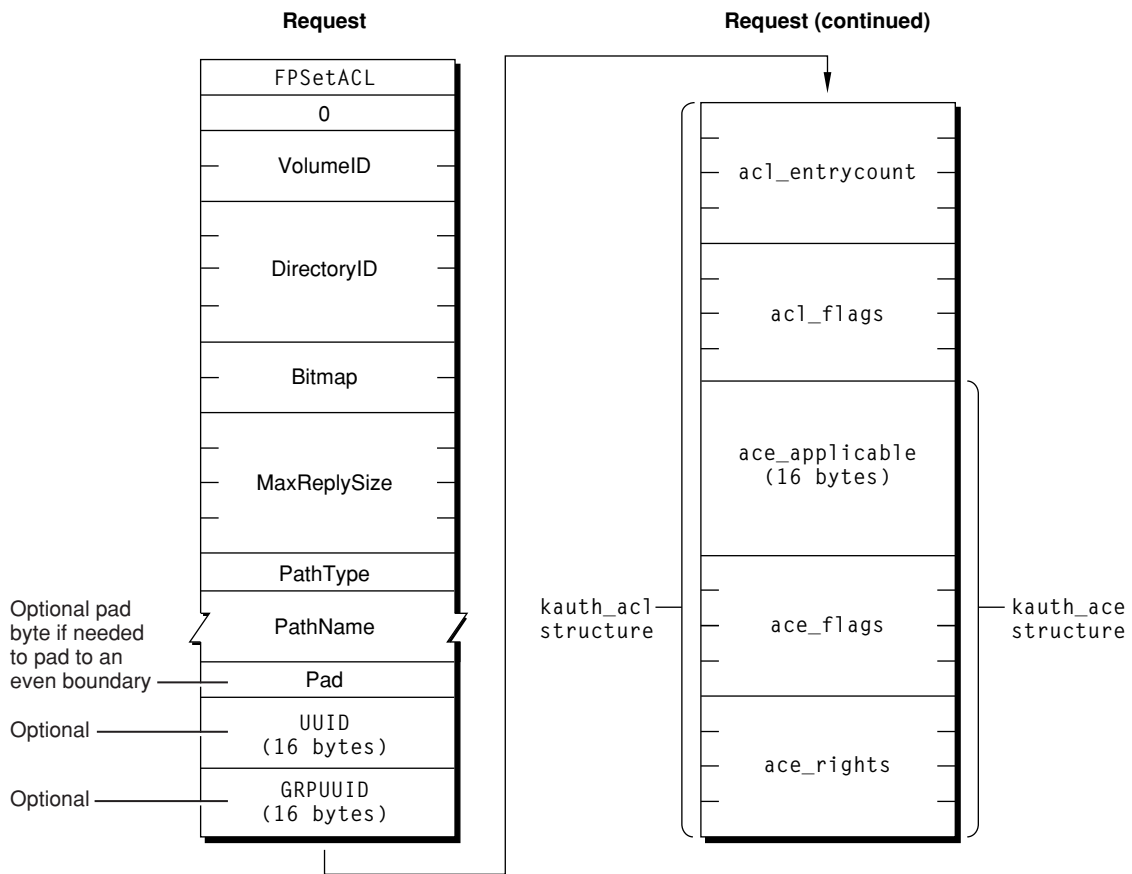 Request
FPSetACL
0
VolumeID
DirectoryID
Bitmap
MaxReplySize
PathType
PathName
Pad
UUID
(16 bytes)
GRPUUID
(16 bytes)
Optional pad
byte if needed
to pad to an
even boundary
Optional
Optional
Request (continued)
acl_entrycount
acl_flags
ace_applicable
(16 bytes)
ace_flags
ace_rights
kauth_acl
structure
kauth_ace
structure